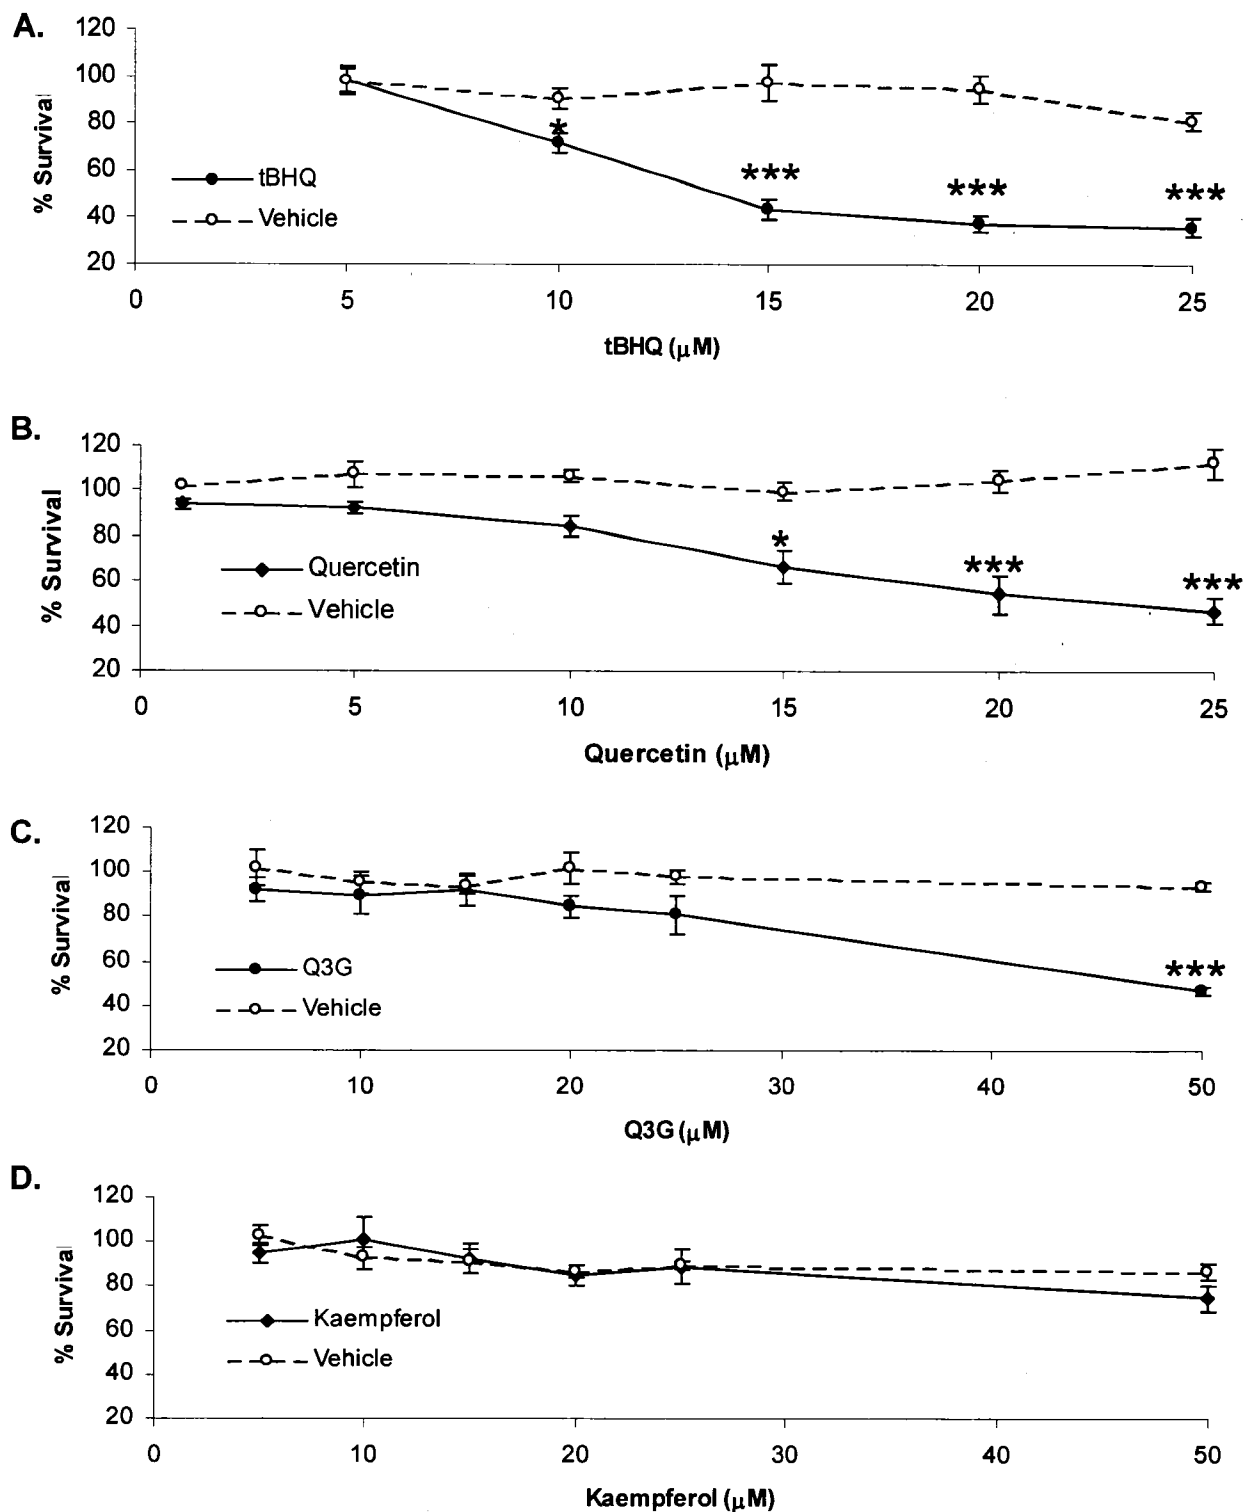 A.
120
100
80
60
40
20
% Survival
*
***
***
***
tBHQ
Vehicle
0 5 10 15 20 25
tBHQ (μM)
B.
120
100
80
60
40
20
% Survival
*
***
***
Quercetin
Vehicle
0 5 10 15 20 25
Quercetin (μM)
C.
120
100
80
60
40
20
% Survival
***
Q3G
Vehicle
0 10 20 30 40 50
Q3G (μM)
D.
120
100
80
60
40
20
% Survival
Kaempferol
Vehicle
0 10 20 30 40 50
Kaempferol (μM)